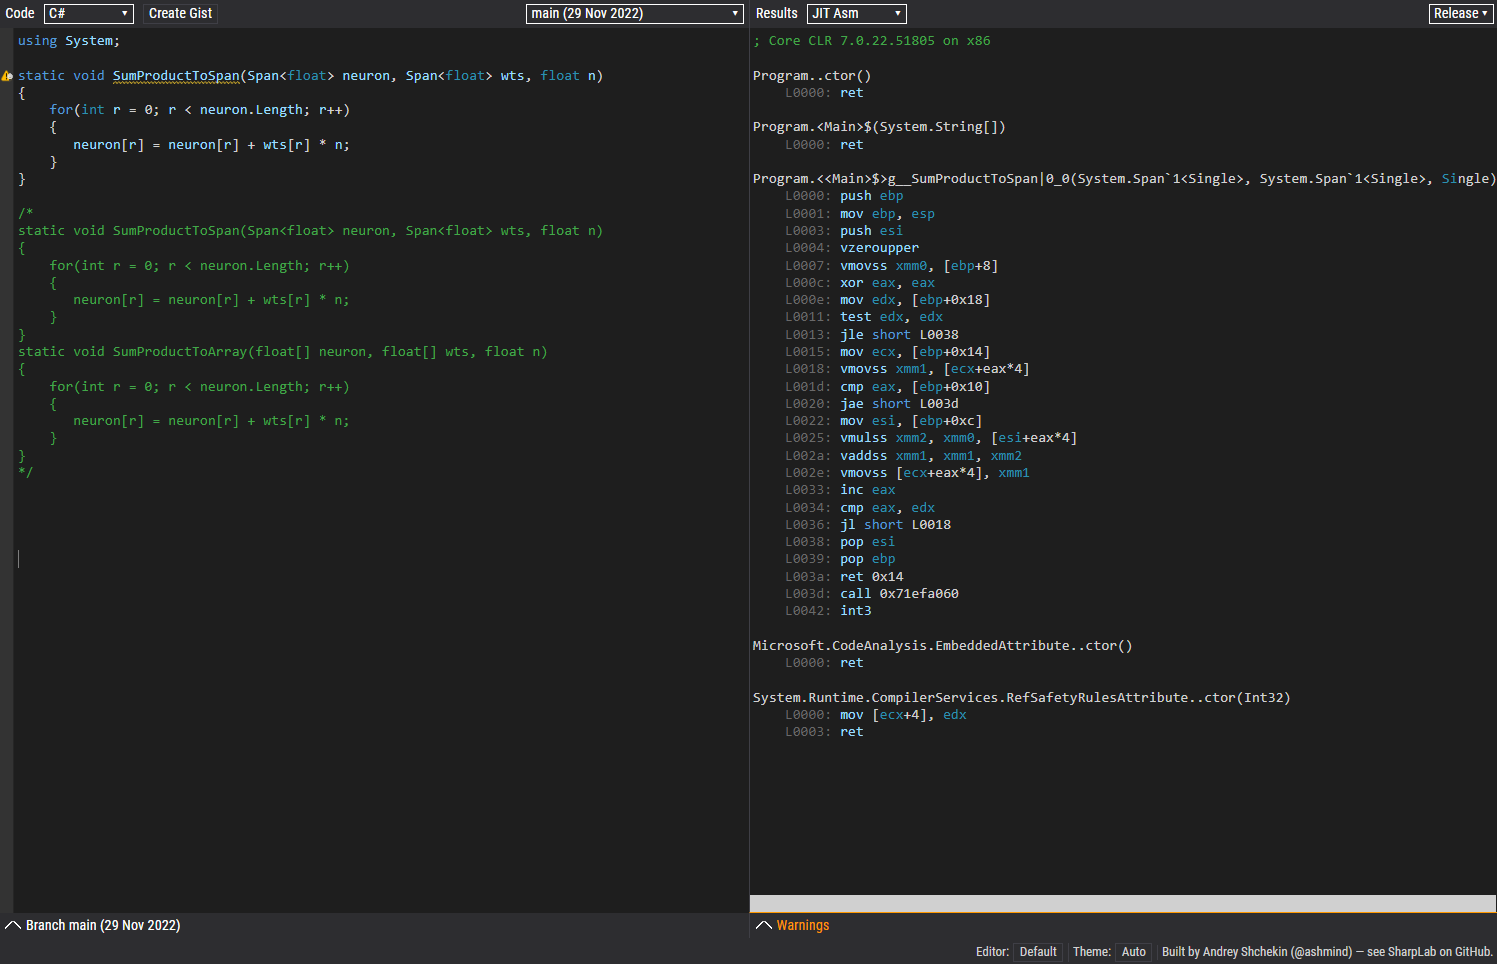 Code C# Create Gist main (29 Nov 2022) Results JIT Asm Release
using System;
static void SumProductToSpan(Span<float> neuron, Span<float> wts, float n)
{
for(int r = 0; r < neuron.Length; r++)
{
neuron[r] = neuron[r] + wts[r] * n;
}
}
/*
static void SumProductToSpan(Span<float> neuron, Span<float> wts, float n)
{
for(int r = 0; r < neuron.Length; r++)
{
neuron[r] = neuron[r] + wts[r] * n;
}
}
static void SumProductToArray(float[] neuron, float[] wts, float n)
{
for(int r = 0; r < neuron.Length; r++)
{
neuron[r] = neuron[r] + wts[r] * n;
}
}
*/
; Core CLR 7.0.22.51805 on x86
Program..ctor()
L0000: ret
Program.<Main>$(System.String[])
L0000: ret
Program.<<Main>$>g__SumProductToSpan|0_0(System.Span`1<Single>, System.Span`1<Single>, Single)
L0000: push ebp
L0001: mov ebp, esp
L0003: push esi
L0004: vzeroupper
L0007: vmovss xmm0, [ebp+8]
L000c: xor eax, eax
L000e: mov edx, [ebp+0x18]
L0011: test edx, edx
L0013: jle short L0038
L0015: mov ecx, [ebp+0x14]
L0018: vmovss xmm1, [ecx+eax*4]
L001d: cmp eax, [ebp+0x10]
L0020: jae short L003d
L0022: mov esi, [ebp+0xc]
L0025: vmulss xmm2, xmm0, [esi+eax*4]
L002a: vaddss xmm1, xmm1, xmm2
L002e: vmovss [ecx+eax*4], xmm1
L0033: inc eax
L0034: cmp eax, edx
L0036: jl short L0018
L0038: pop esi
L0039: pop ebp
L003a: ret 0x14
L003d: call 0x71efa060
L0042: int3
Microsoft.CodeAnalysis.EmbeddedAttribute..ctor()
L0000: ret
System.Runtime.CompilerServices.RefSafetyRulesAttribute..ctor(Int32)
L0000: mov [ecx+4], edx
L0003: ret
Branch main (29 Nov 2022)
Warnings
Editor: Default Theme: Auto Built by Andrey Shchekin (@ashmind) — see SharpLab on GitHub.